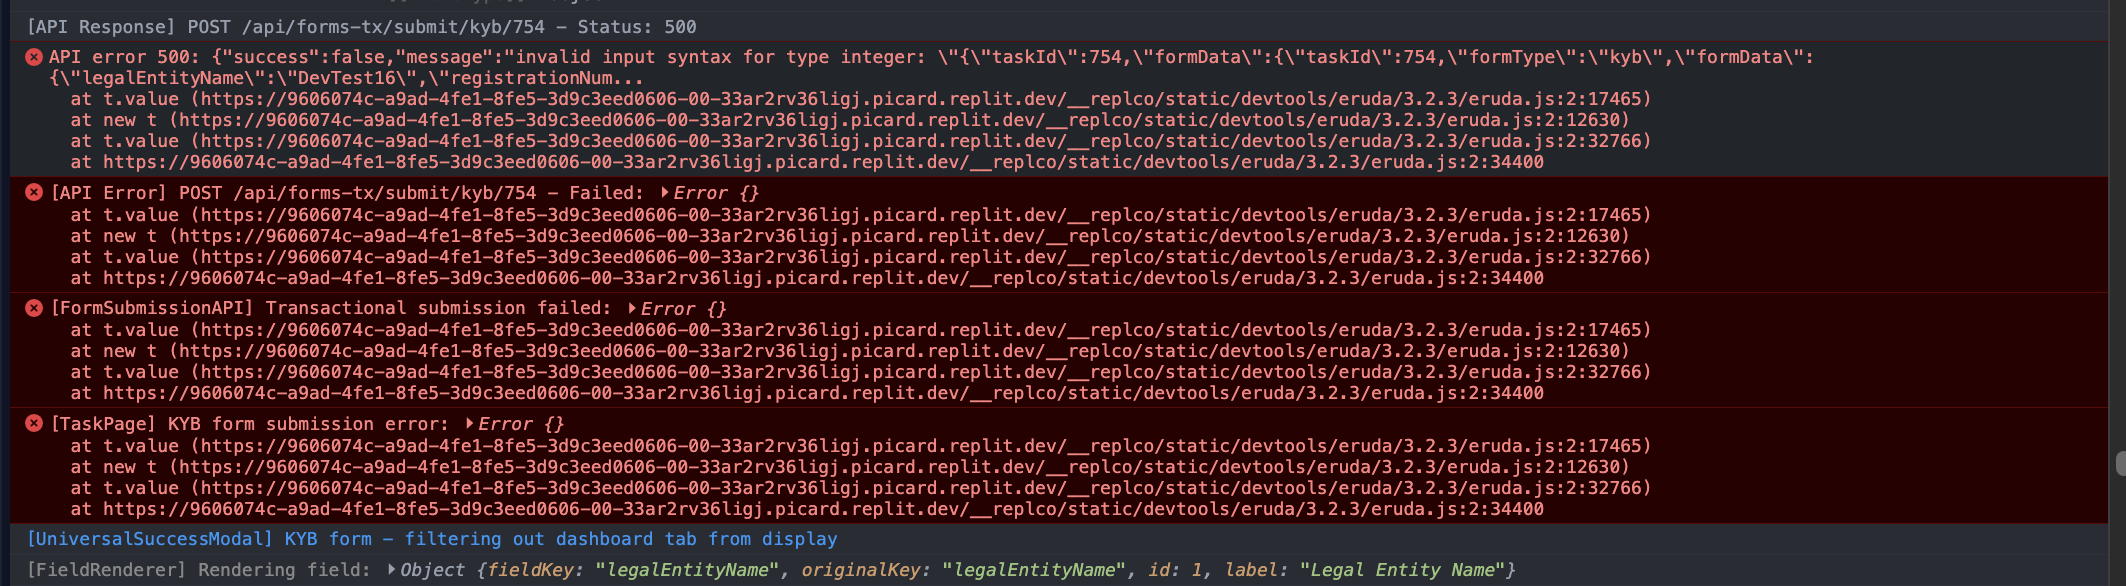 [API Response] POST /api/forms-tx/submit/kyb/754 – Status: 500
API error 500: {"success":false,"message":"invalid input syntax for type integer: \"{\"taskId\":754,\"formData\":{\"taskId\":754,\"formType\":\"kyb\",\"formData\":
{\"legalEntityName\":\"DevTest16\",\"registrationNum...
at t.value (https://9606074c-a9ad-4fe1-8fe5-3d9c3eed0606-00-33ar2rv36ligj.picard.replit.dev/__replco/static/devtools/eruda/3.2.3/eruda.js:2:17465)
at new t (https://9606074c-a9ad-4fe1-8fe5-3d9c3eed0606-00-33ar2rv36ligj.picard.replit.dev/__replco/static/devtools/eruda/3.2.3/eruda.js:2:12630)
at t.value (https://9606074c-a9ad-4fe1-8fe5-3d9c3eed0606-00-33ar2rv36ligj.picard.replit.dev/__replco/static/devtools/eruda/3.2.3/eruda.js:2:32766)
at https://9606074c-a9ad-4fe1-8fe5-3d9c3eed0606-00-33ar2rv36ligj.picard.replit.dev/__replco/static/devtools/eruda/3.2.3/eruda.js:2:34400
[API Error] POST /api/forms-tx/submit/kyb/754 – Failed: Error {}
at t.value (https://9606074c-a9ad-4fe1-8fe5-3d9c3eed0606-00-33ar2rv36ligj.picard.replit.dev/__replco/static/devtools/eruda/3.2.3/eruda.js:2:17465)
at new t (https://9606074c-a9ad-4fe1-8fe5-3d9c3eed0606-00-33ar2rv36ligj.picard.replit.dev/__replco/static/devtools/eruda/3.2.3/eruda.js:2:12630)
at t.value (https://9606074c-a9ad-4fe1-8fe5-3d9c3eed0606-00-33ar2rv36ligj.picard.replit.dev/__replco/static/devtools/eruda/3.2.3/eruda.js:2:32766)
at https://9606074c-a9ad-4fe1-8fe5-3d9c3eed0606-00-33ar2rv36ligj.picard.replit.dev/__replco/static/devtools/eruda/3.2.3/eruda.js:2:34400
[FormSubmissionAPI] Transactional submission failed: Error {}
at t.value (https://9606074c-a9ad-4fe1-8fe5-3d9c3eed0606-00-33ar2rv36ligj.picard.replit.dev/__replco/static/devtools/eruda/3.2.3/eruda.js:2:17465)
at new t (https://9606074c-a9ad-4fe1-8fe5-3d9c3eed0606-00-33ar2rv36ligj.picard.replit.dev/__replco/static/devtools/eruda/3.2.3/eruda.js:2:12630)
at t.value (https://9606074c-a9ad-4fe1-8fe5-3d9c3eed0606-00-33ar2rv36ligj.picard.replit.dev/__replco/static/devtools/eruda/3.2.3/eruda.js:2:32766)
at https://9606074c-a9ad-4fe1-8fe5-3d9c3eed0606-00-33ar2rv36ligj.picard.replit.dev/__replco/static/devtools/eruda/3.2.3/eruda.js:2:34400
[TaskPage] KYB form submission error: Error {}
at t.value (https://9606074c-a9ad-4fe1-8fe5-3d9c3eed0606-00-33ar2rv36ligj.picard.replit.dev/__replco/static/devtools/eruda/3.2.3/eruda.js:2:17465)
at new t (https://9606074c-a9ad-4fe1-8fe5-3d9c3eed0606-00-33ar2rv36ligj.picard.replit.dev/__replco/static/devtools/eruda/3.2.3/eruda.js:2:12630)
at t.value (https://9606074c-a9ad-4fe1-8fe5-3d9c3eed0606-00-33ar2rv36ligj.picard.replit.dev/__replco/static/devtools/eruda/3.2.3/eruda.js:2:32766)
at https://9606074c-a9ad-4fe1-8fe5-3d9c3eed0606-00-33ar2rv36ligj.picard.replit.dev/__replco/static/devtools/eruda/3.2.3/eruda.js:2:34400
[UniversalSuccessModal] KYB form – filtering out dashboard tab from display
[FieldRenderer] Rendering field: Object {fieldKey: "legalEntityName", originalKey: "legalEntityName", id: 1, label: "Legal Entity Name"}